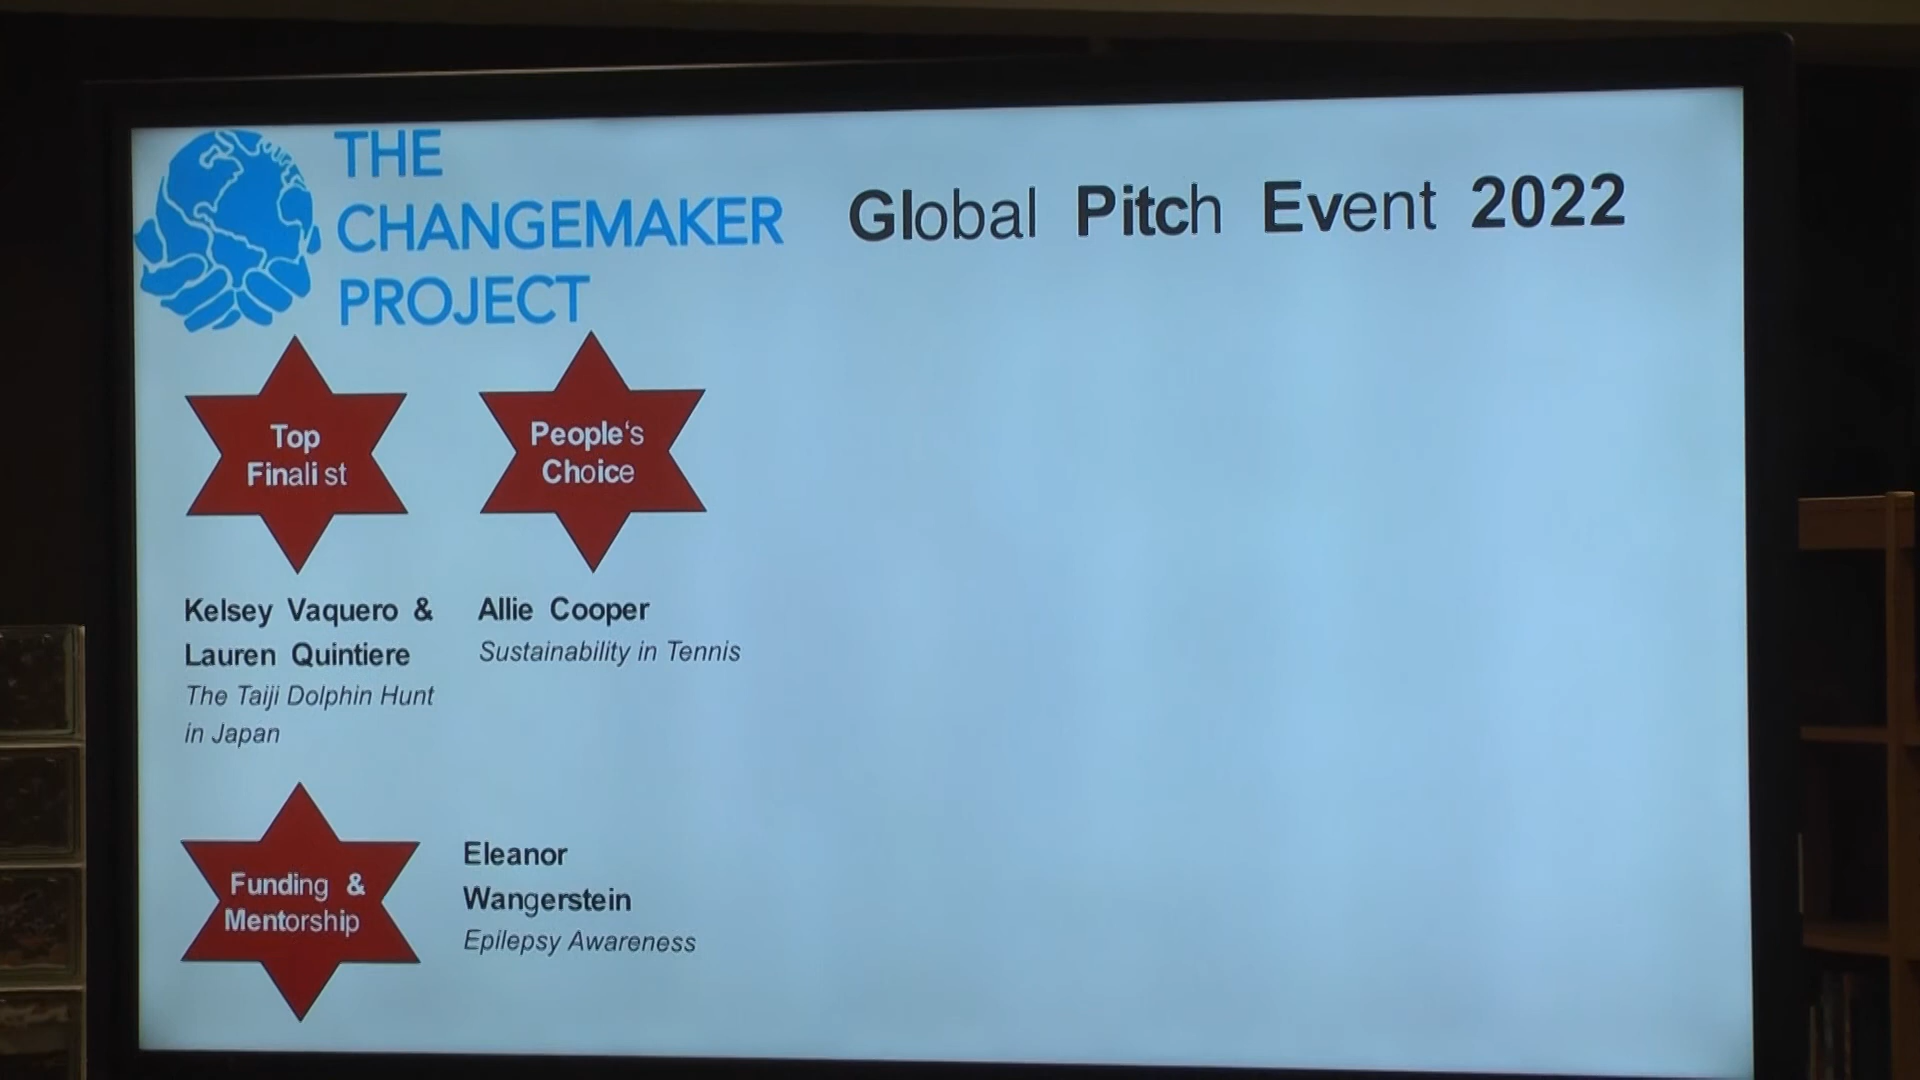 THE
CHANGEMAKER
PROJECT
Global Pitch Event 2022
Top
Finalist
People's
Choice
Kelsey Vaquero &
Lauren Quintiere
The Taiji Dolphin Hunt
in Japan
Allie Cooper
Sustainability in Tennis
Funding &
Mentorship
Eleanor
Wangerstein
Epilepsy Awareness